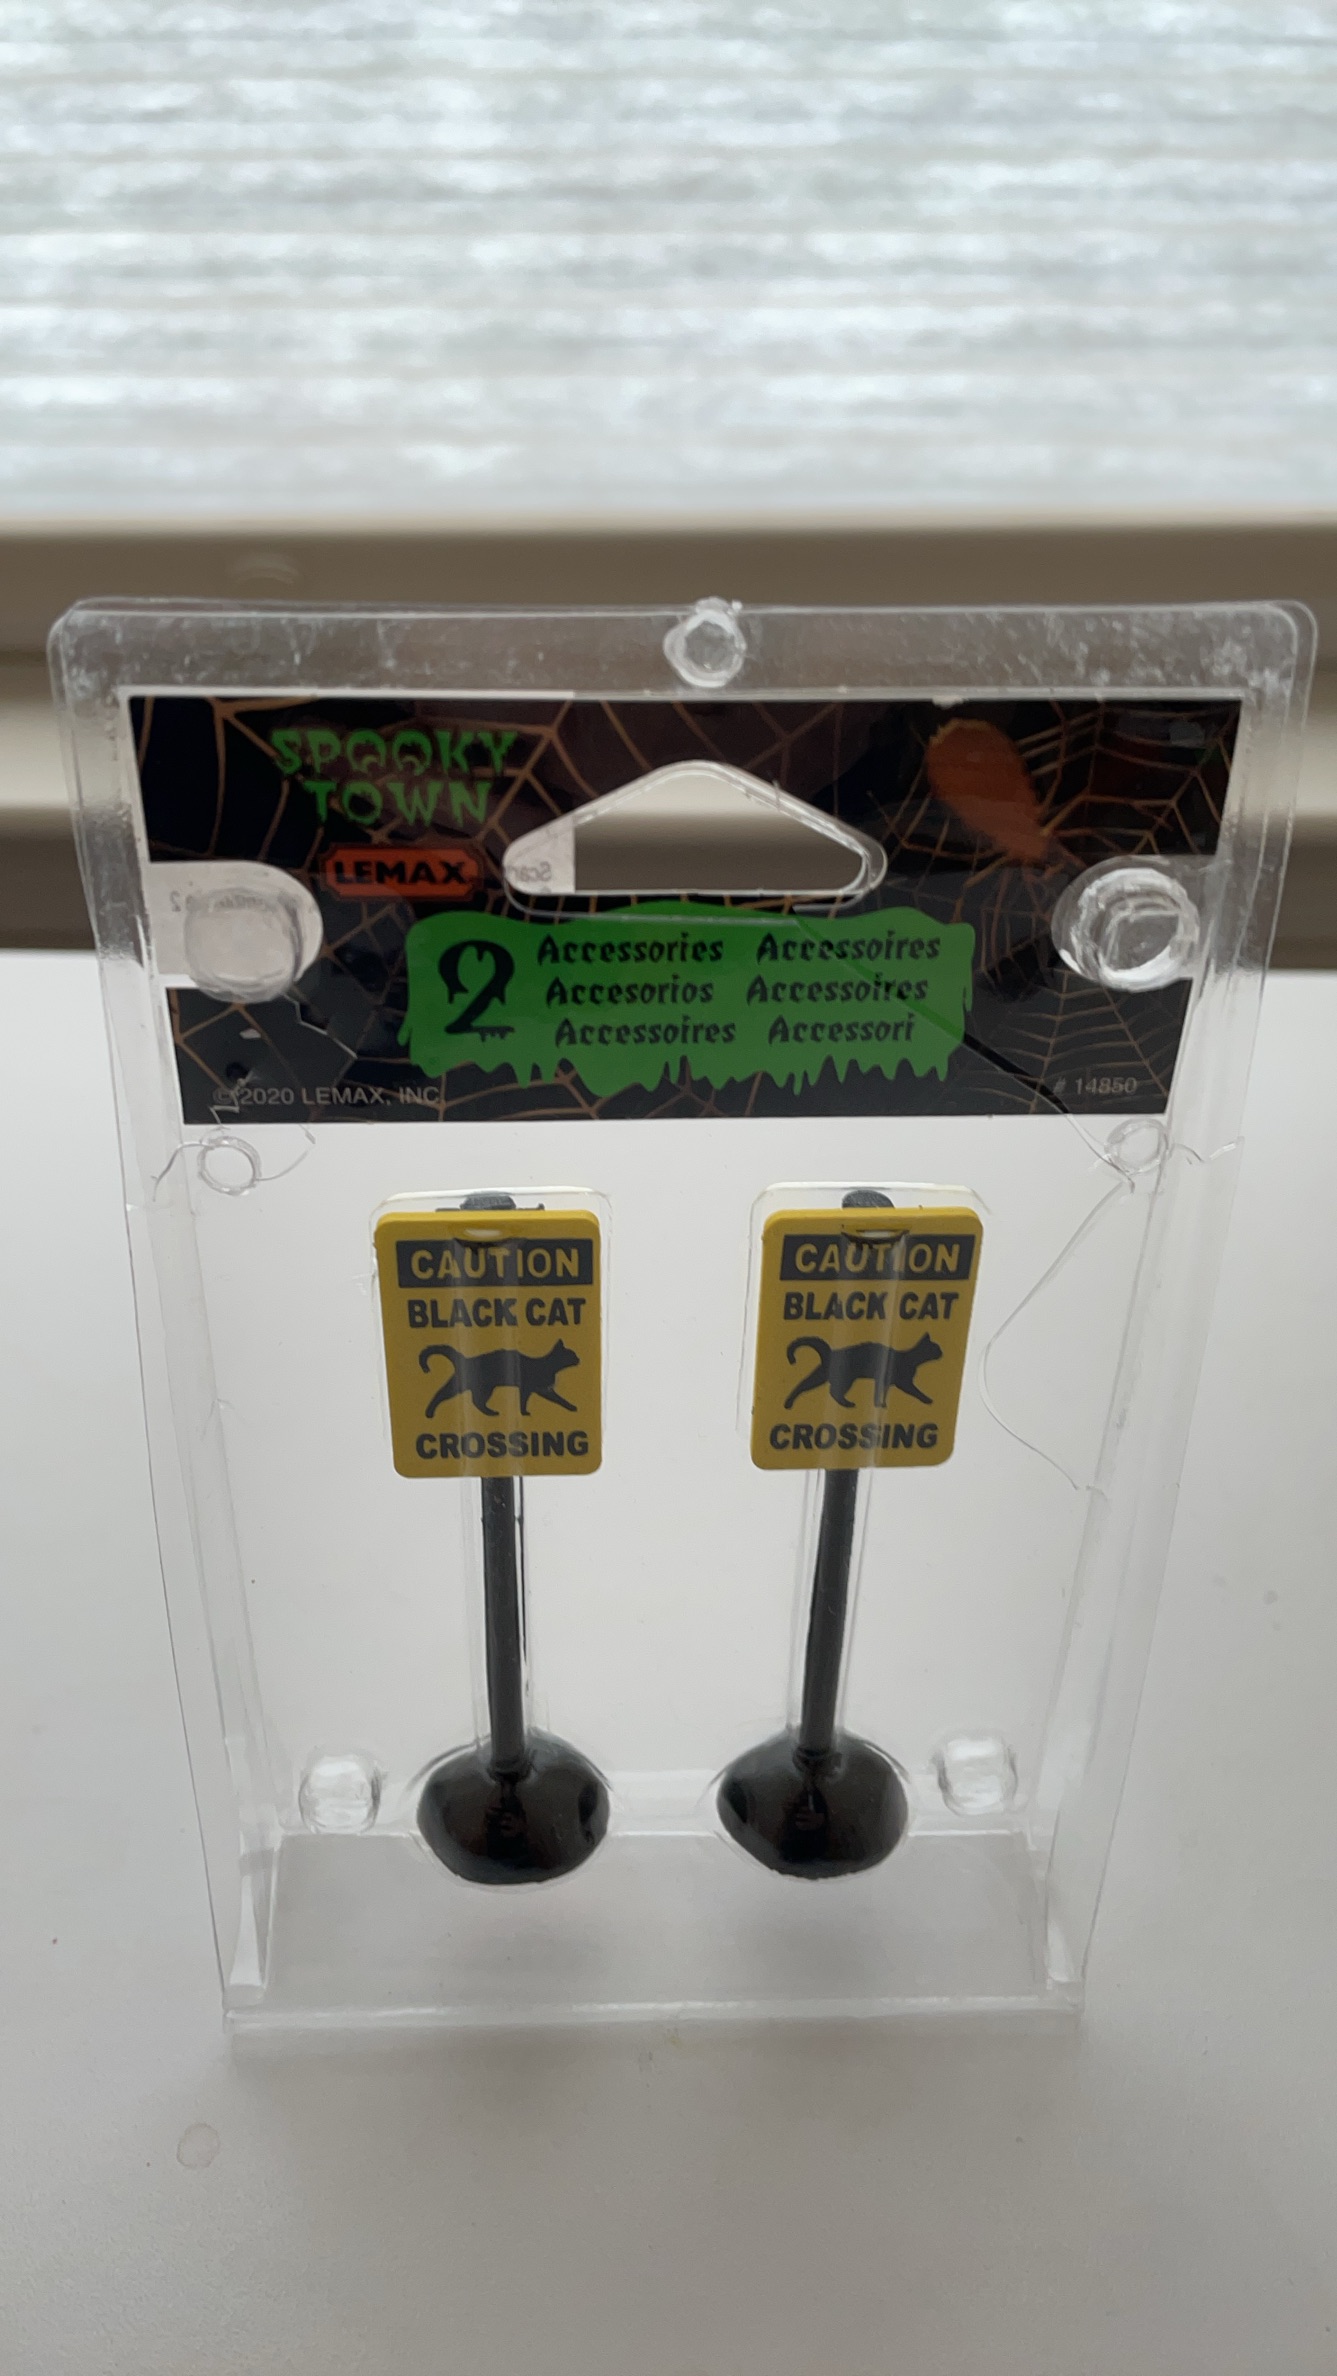 SPOOKY
TOWN
LEMAX
2
Accessories Accessoires
Accesorios Accessoires
Accessoires Accessori
©2020 LEMAX, INC.
# 14850
CAUTION
BLACK CAT
CROSSING
CAUTION
BLACK CAT
CROSSING